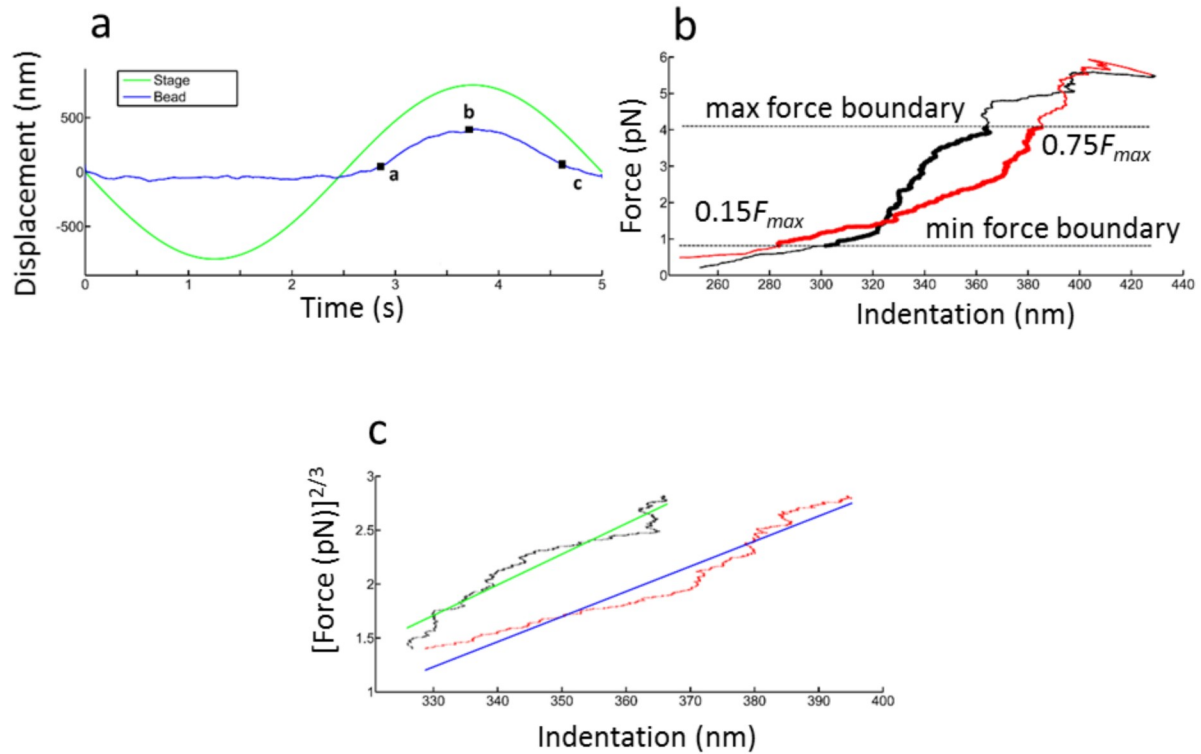 a
Displacement (nm)
500
0
-500
Stage
Bead
a
b
c
0
1
2
3
4
5
Time (s)
b
Force (pN)
6
5
4
3
2
1
0
max force boundary
0.75Fmax
0.15Fmax
min force boundary
260 280 300 320 340 360 380 400 420 440
Indentation (nm)
c
[Force (pN)]2/3
3
2.5
2
1.5
1
330 340 350 360 370 380 390 400
Indentation (nm)